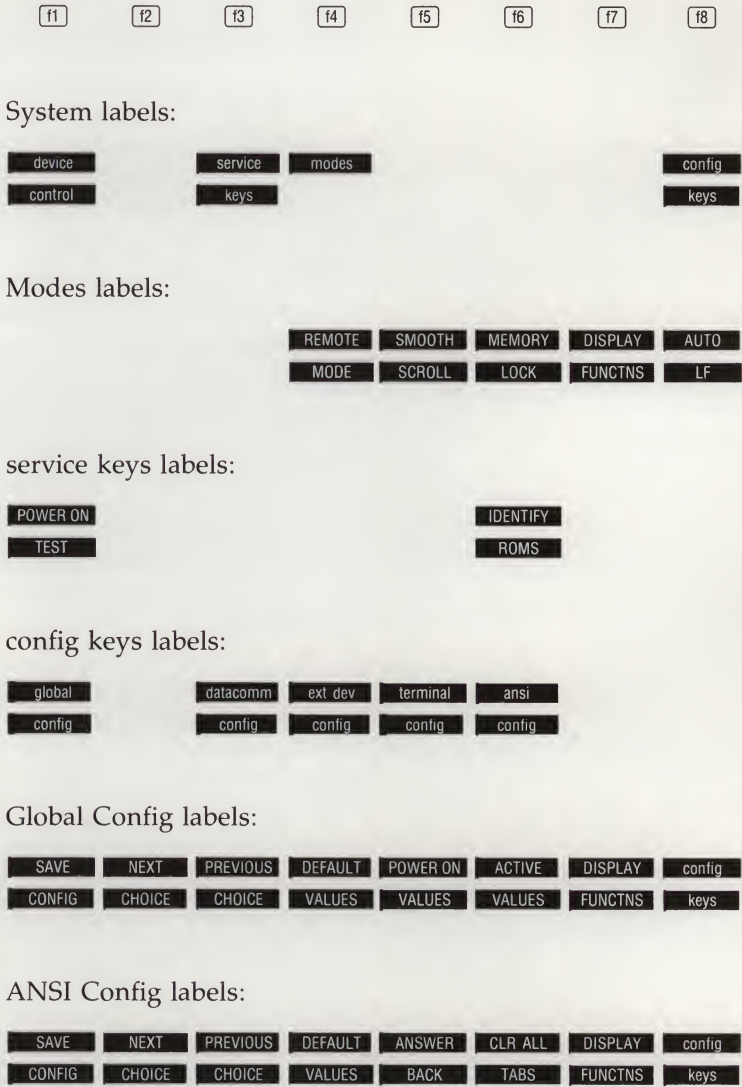 f1 f2 f3 f4 f5 f6 f7 f8
System labels:
device service modes config
control keys keys
Modes labels:
REMOTE SMOOTH MEMORY DISPLAY AUTO
MODE SCROLL LOCK FUNCTNS LF
service keys labels:
POWER ON IDENTIFY
TEST ROMS
config keys labels:
global datacomm ext dev terminal ansi
config config config config config
Global Config labels:
SAVE NEXT PREVIOUS DEFAULT POWER ON ACTIVE DISPLAY config
CONFIG CHOICE CHOICE VALUES VALUES VALUES FUNCTNS keys
ANSI Config labels:
SAVE NEXT PREVIOUS DEFAULT ANSWER CLR ALL DISPLAY config
CONFIG CHOICE CHOICE VALUES BACK TABS FUNCTNS keys